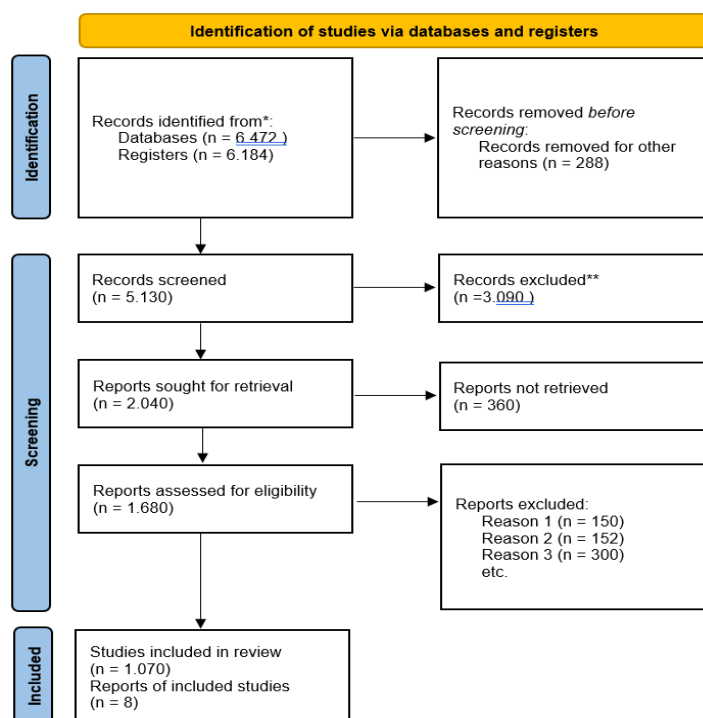 Identification of studies via databases and registers
Identification
Records identified from*:
Databases (n = 6.472 )
Registers (n = 6.184)
Records removed before
screening:
Records removed for other
reasons (n = 288)
Screening
Records screened
(n = 5.130)
Records excluded**
(n =3.090 )
Reports sought for retrieval
(n = 2.040)
Reports not retrieved
(n = 360)
Reports assessed for eligibility
(n = 1.680)
Reports excluded:
Reason 1 (n = 150)
Reason 2 (n = 152)
Reason 3 (n = 300)
etc.
Included
Studies included in review
(n = 1.070)
Reports of included studies
(n = 8)